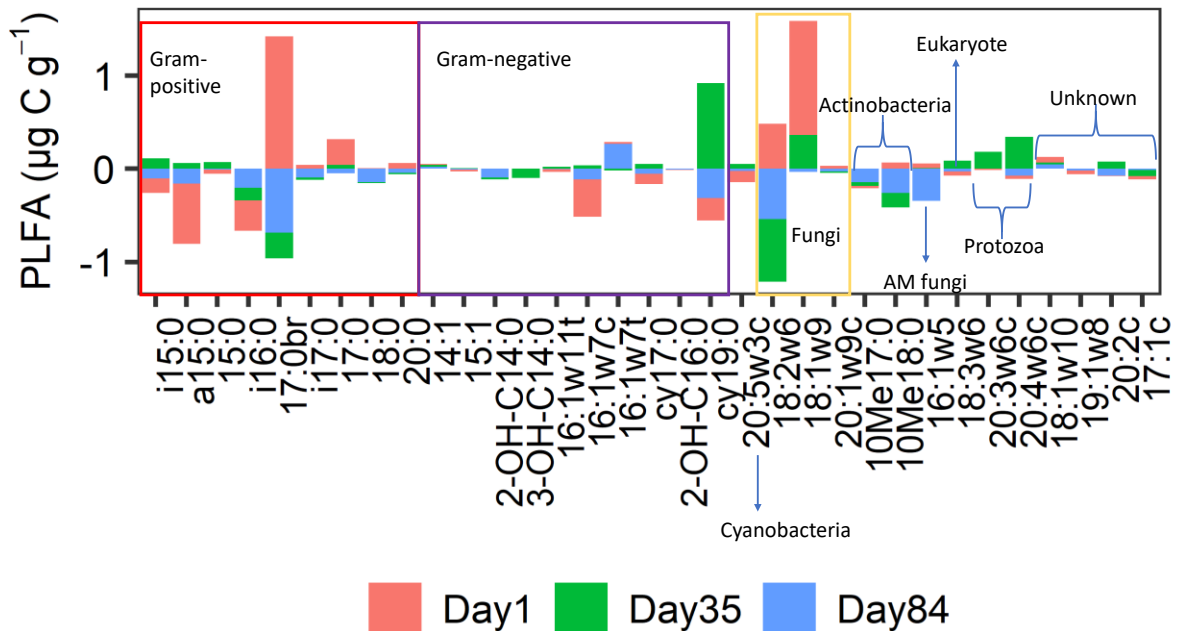 PLFA (µg C g⁻¹)
1
0
-1
Gram-
positive
Gram-negative
Fungi
Actinobacteria
Eukaryote
Unknown
Protozoa
AM fungi
i15:0
a15:0
15:0
i16:0
17:0br
i17:0
17:0
18:0
20:0
14:1
15:1
2-OH-C14:0
3-OH-C14:0
16:1w11t
16:1w7c
16:1w7t
cy17:0
2-OH-C16:0
cy19:0
20:5w3c
18:2w6
18:1w9
20:1w9c
10Me17:0
10Me18:0
16:1w5
18:3w6
20:3w6c
20:4w6c
18:1w10
19:1w8
20:2c
17:1c
Cyanobacteria
Day1
Day35
Day84